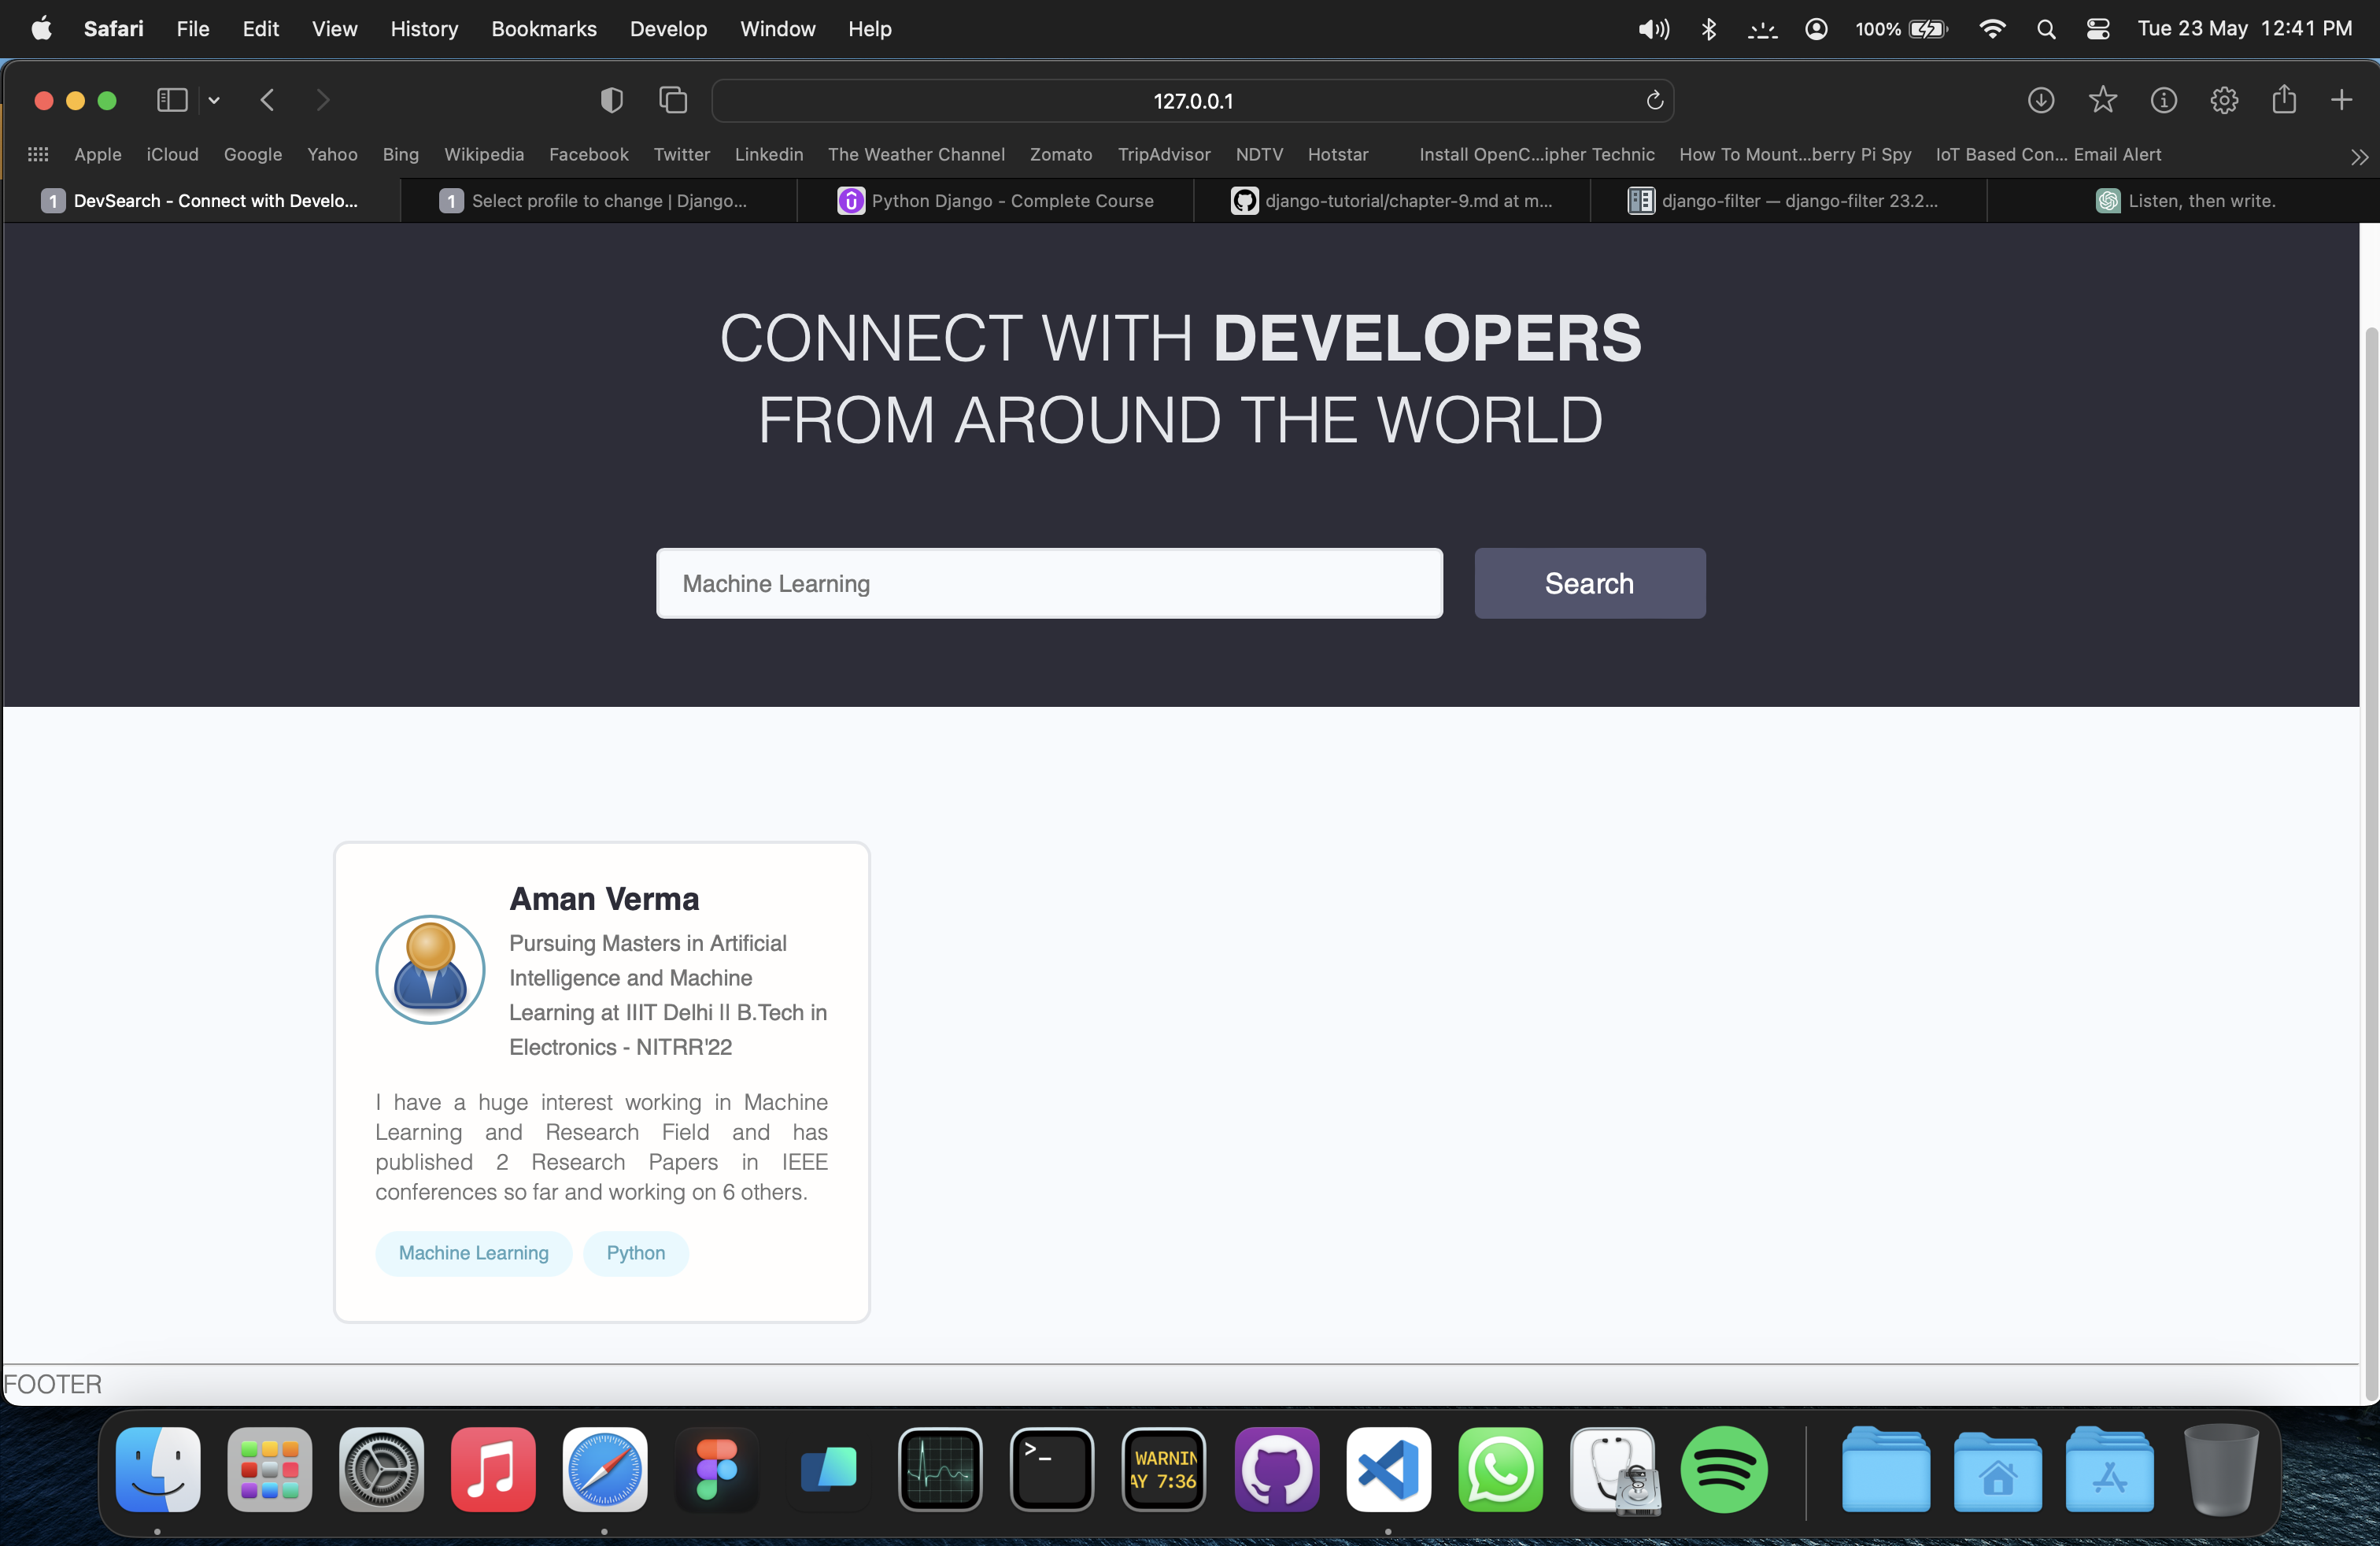 Safari File Edit View History Bookmarks Develop Window Help 100% Tue 23 May 12:41 PM
127.0.0.1
Apple iCloud Google Yahoo Bing Wikipedia Facebook Twitter Linkedin The Weather Channel Zomato TripAdvisor NDTV Hotstar Install OpenC...ipher Technic How To Mount...berry Pi Spy IoT Based Con... Email Alert
1 DevSearch - Connect with Develo... 1 Select profile to change | Django... Python Django - Complete Course django-tutorial/chapter-9.md at m... django-filter — django-filter 23.2... Listen, then write.
CONNECT WITH DEVELOPERS
FROM AROUND THE WORLD
Machine Learning Search
Aman Verma
Pursuing Masters in Artificial
Intelligence and Machine
Learning at IIIT Delhi || B.Tech in
Electronics - NITRR'22
I have a huge interest working in Machine
Learning and Research Field and has
published 2 Research Papers in IEEE
conferences so far and working on 6 others.
Machine Learning Python
FOOTER
WARNIN
AY 7:36